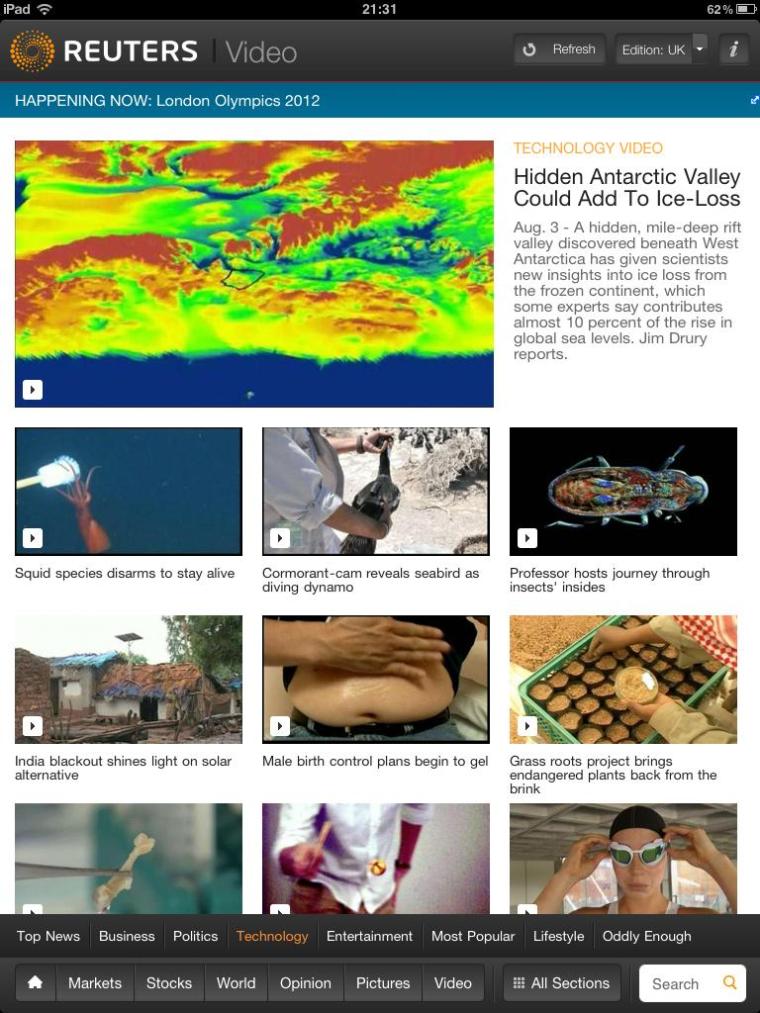 iPad 21:31 62%
REUTERS Video Refresh Edition: UK i
HAPPENING NOW: London Olympics 2012
TECHNOLOGY VIDEO
Hidden Antarctic Valley
Could Add To Ice-Loss
Aug. 3 - A hidden, mile-deep rift
valley discovered beneath West
Antarctica has given scientists
new insights into ice loss from
the frozen continent, which
some experts say contributes
almost 10 percent of the rise in
global sea levels. Jim Drury
reports.
Squid species disarms to stay alive
Cormorant-cam reveals seabird as
diving dynamo
Professor hosts journey through
insects' insides
India blackout shines light on solar
alternative
Male birth control plans begin to gel
Grass roots project brings
endangered plants back from the
brink
Top News Business Politics Technology Entertainment Most Popular Lifestyle Oddly Enough
Markets Stocks World Opinion Pictures Video All Sections Search